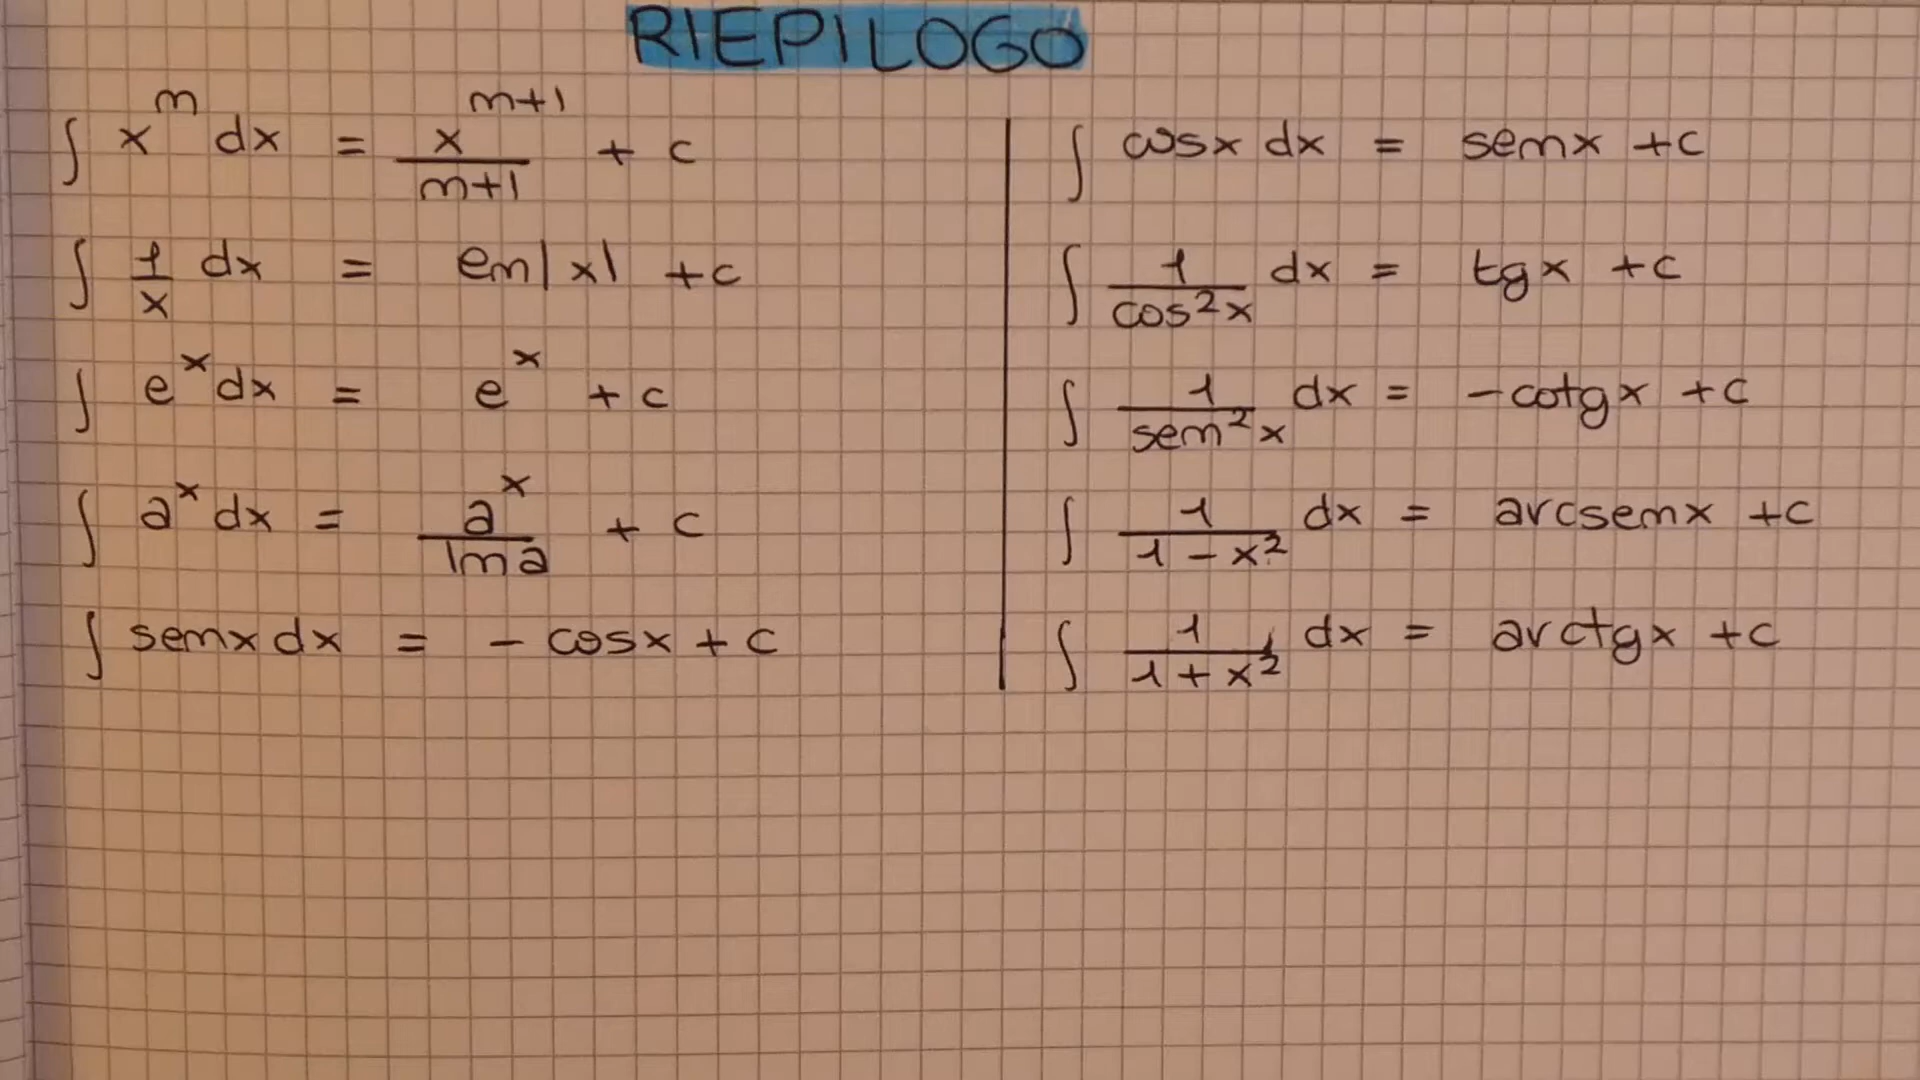 RIEPILOGO
∫ x^n dx = x^(n+1)/(n+1) + c
∫ 1/x dx = ln|x| + c
∫ e^x dx = e^x + c
∫ a^x dx = a^x/ln a + c
∫ senx dx = - cosx + c
∫ cosx dx = senx + c
∫ 1/cos²x dx = tgx + c
∫ 1/sen²x dx = -cotgx + c
∫ 1/(1 - x²) dx = arcsenx + c
∫ 1/(1 + x²) dx = arctgx + c